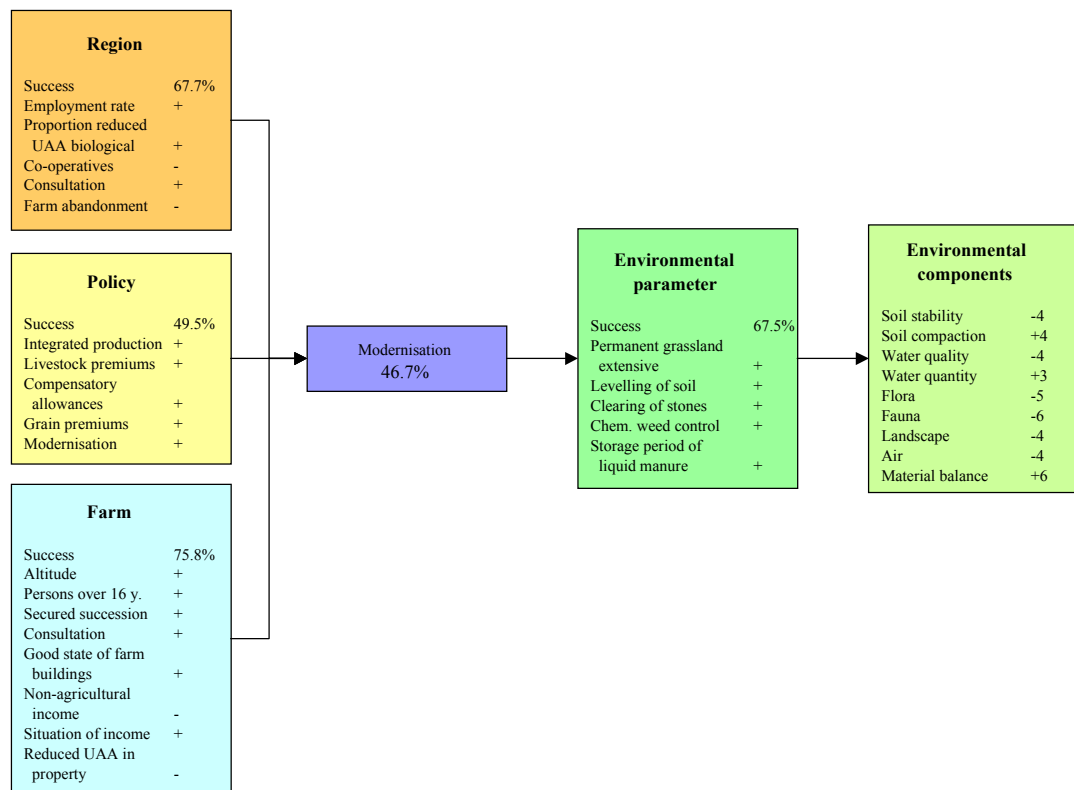 Region
Success 67.7%
Employment rate +
Proportion reduced
UAA biological +
Co-operatives -
Consultation +
Farm abandonment -
Policy
Success 49.5%
Integrated production +
Livestock premiums +
Compensatory
allowances +
Grain premiums +
Modernisation +
Farm
Success 75.8%
Altitude +
Persons over 16 y. +
Secured succession +
Consultation +
Good state of farm
buildings +
Non-agricultural
income -
Situation of income +
Reduced UAA in
property -
Modernisation
46.7%
Environmental
parameter
Success 67.5%
Permanent grassland
extensive +
Levelling of soil +
Clearing of stones +
Chem. weed control +
Storage period of
liquid manure +
Environmental
components
Soil stability -4
Soil compaction +4
Water quality -4
Water quantity +3
Flora -5
Fauna -6
Landscape -4
Air -4
Material balance +6